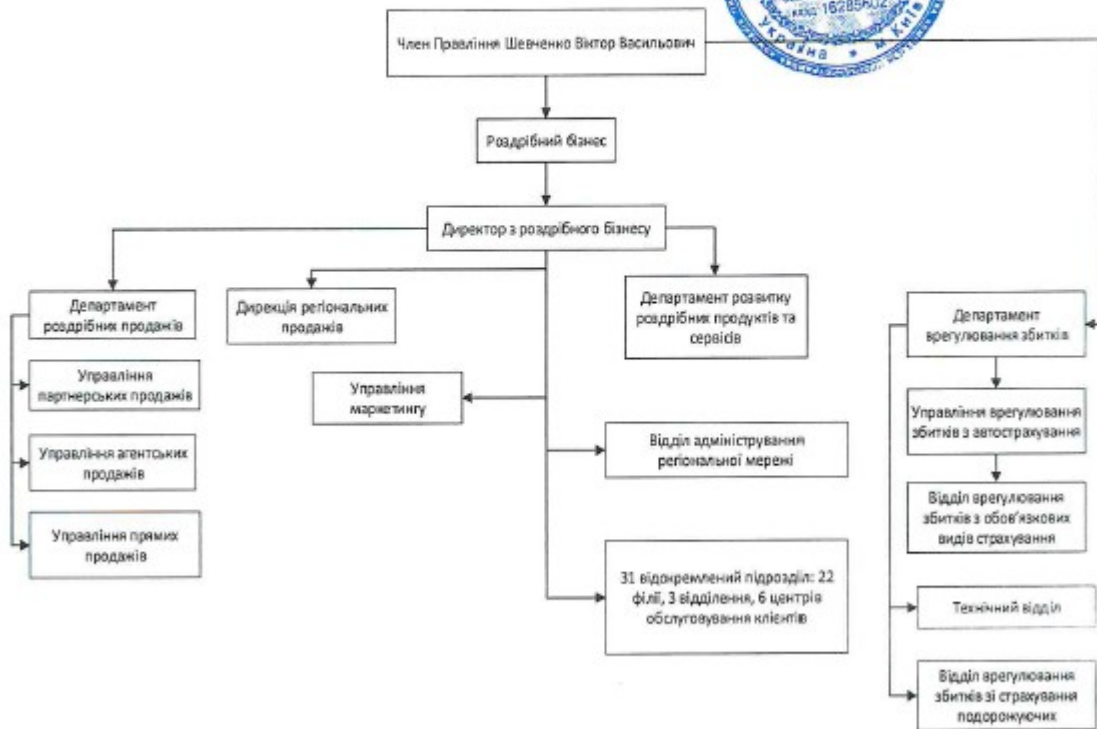 16285602
Україна * м.Київ
Член Правління Шевченко Віктор Васильович
Роздрібний бізнес
Директор з роздрібного бізнесу
Департамент
роздрібних продажів
Дирекція регіональних
продажів
Департамент розвитку
роздрібних продуктів та
сервісів
Департамент
врегулювання збитків
Управління
партнерських продажів
Управління
маркетингу
Управління врегулювання
збитків з автострахування
Управління агентських
продажів
Відділ адміністрування
регіональної мережі
Відділ врегулювання
збитків з обов'язкових
видів страхування
Управління прямих
продажів
31 відокремлений підрозділ: 22
філії, 3 відділення, 6 центрів
обслуговування клієнтів
Технічний відділ
Відділ врегулювання
збитків зі страхування
подорожуючих